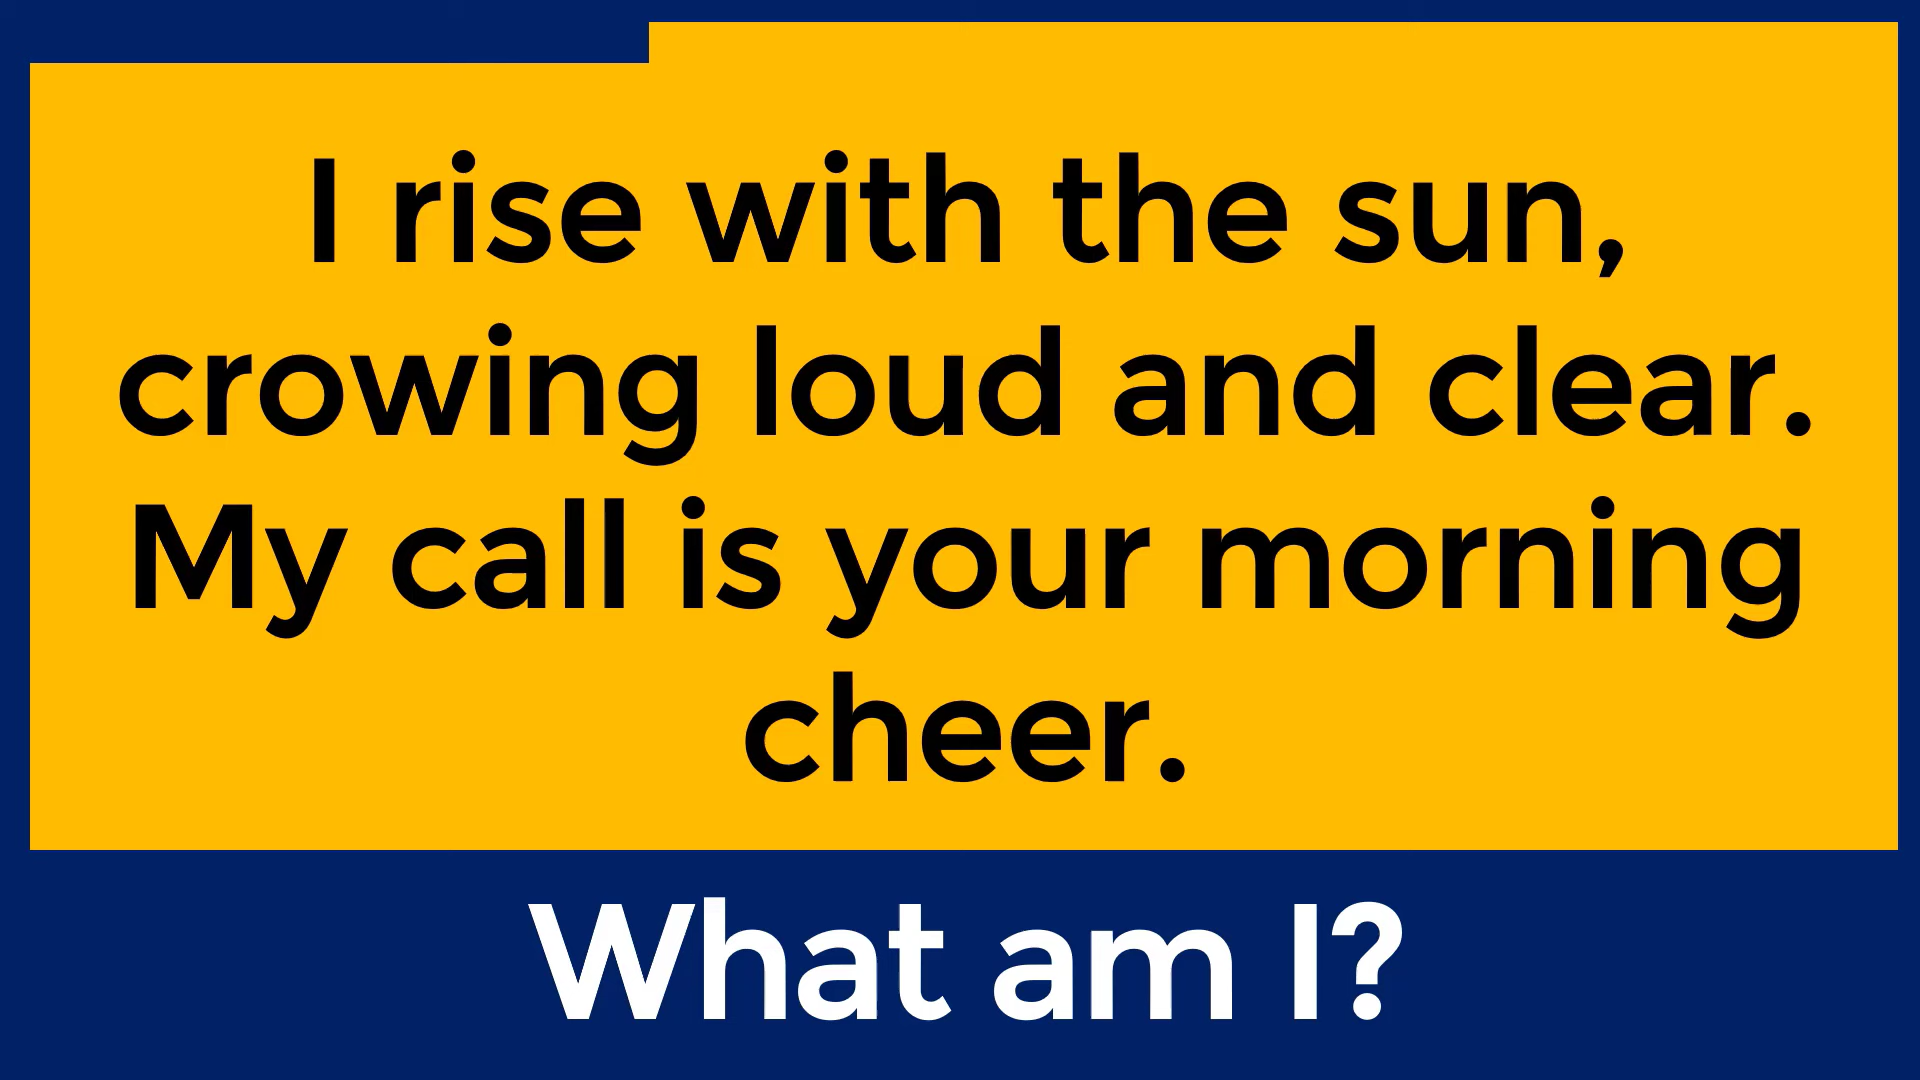 I rise with the sun,
crowing loud and clear.
My call is your morning
cheer.
What am I?